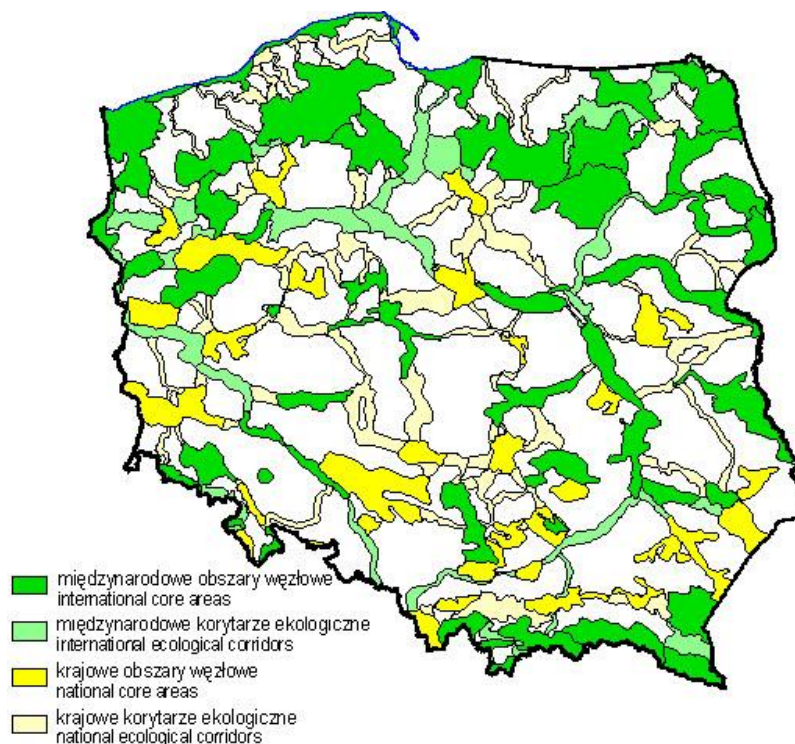 międzynarodowe obszary węzłowe
international core areas
międzynarodowe korytarze ekologiczne
international ecological corridors
krajowe obszary węzłowe
national core areas
krajowe korytarze ekologiczne
national ecological corridors